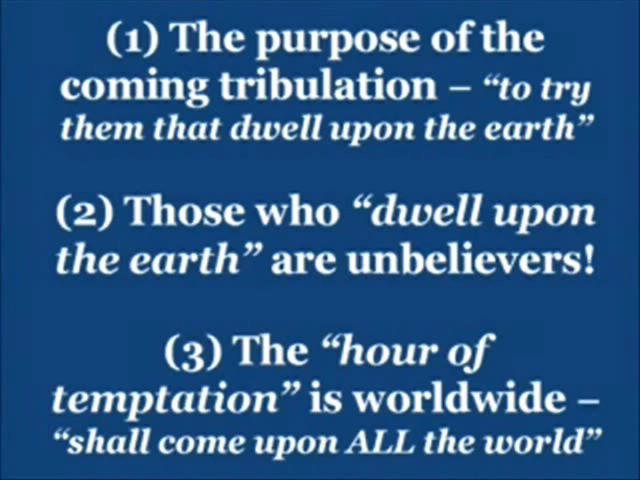 (1) The purpose of the
coming tribulation – “to try
them that dwell upon the earth”
(2) Those who “dwell upon
the earth” are unbelievers!
(3) The “hour of
temptation” is worldwide –
“shall come upon ALL the world”